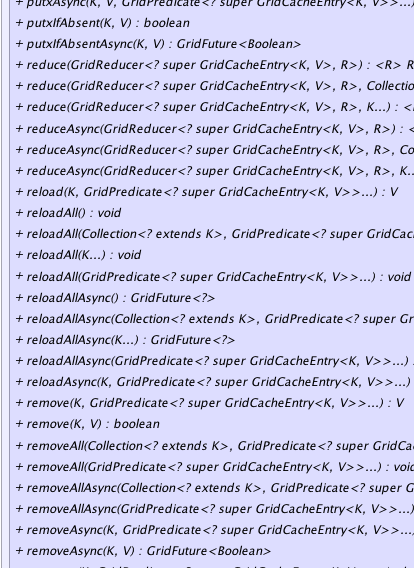 + putxAsync(K, V, GridPredicate<? super GridCacheEntry<K, V>>...)
+ putxIfAbsent(K, V) : boolean
+ putxIfAbsentAsync(K, V) : GridFuture<Boolean>
+ reduce(GridReducer<? super GridCacheEntry<K, V>, R>) : <R> R
+ reduce(GridReducer<? super GridCacheEntry<K, V>, R>, Collectio
+ reduce(GridReducer<? super GridCacheEntry<K, V>, R>, K...) : <
+ reduceAsync(GridReducer<? super GridCacheEntry<K, V>, R>) : <
+ reduceAsync(GridReducer<? super GridCacheEntry<K, V>, R>, Co
+ reduceAsync(GridReducer<? super GridCacheEntry<K, V>, R>, K..
+ reload(K, GridPredicate<? super GridCacheEntry<K, V>>...) : V
+ reloadAll() : void
+ reloadAll(Collection<? extends K>, GridPredicate<? super GridCac
+ reloadAll(K...) : void
+ reloadAll(GridPredicate<? super GridCacheEntry<K, V>>...) : void
+ reloadAllAsync() : GridFuture<?>
+ reloadAllAsync(Collection<? extends K>, GridPredicate<? super Gr
+ reloadAllAsync(K...) : GridFuture<?>
+ reloadAllAsync(GridPredicate<? super GridCacheEntry<K, V>>...) :
+ reloadAsync(K, GridPredicate<? super GridCacheEntry<K, V>>...)
+ remove(K, GridPredicate<? super GridCacheEntry<K, V>>...) : V
+ remove(K, V) : boolean
+ removeAll(Collection<? extends K>, GridPredicate<? super GridCa
+ removeAll(GridPredicate<? super GridCacheEntry<K, V>>...) : void
+ removeAllAsync(Collection<? extends K>, GridPredicate<? super G
+ removeAllAsync(GridPredicate<? super GridCacheEntry<K, V>>...)
+ removeAsync(K, GridPredicate<? super GridCacheEntry<K, V>>...
+ removeAsync(K, V) : GridFuture<Boolean>